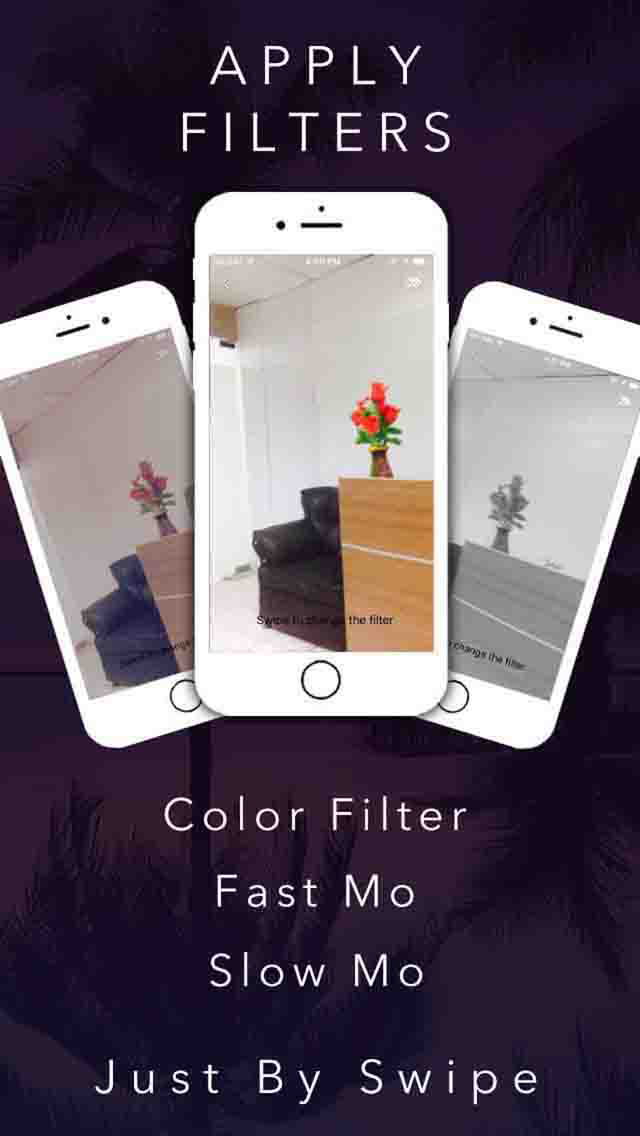 APPLY
FILTERS
Swipe to change the filter
to change the filter
Color Filter
Fast Mo
Slow Mo
Just By Swipe